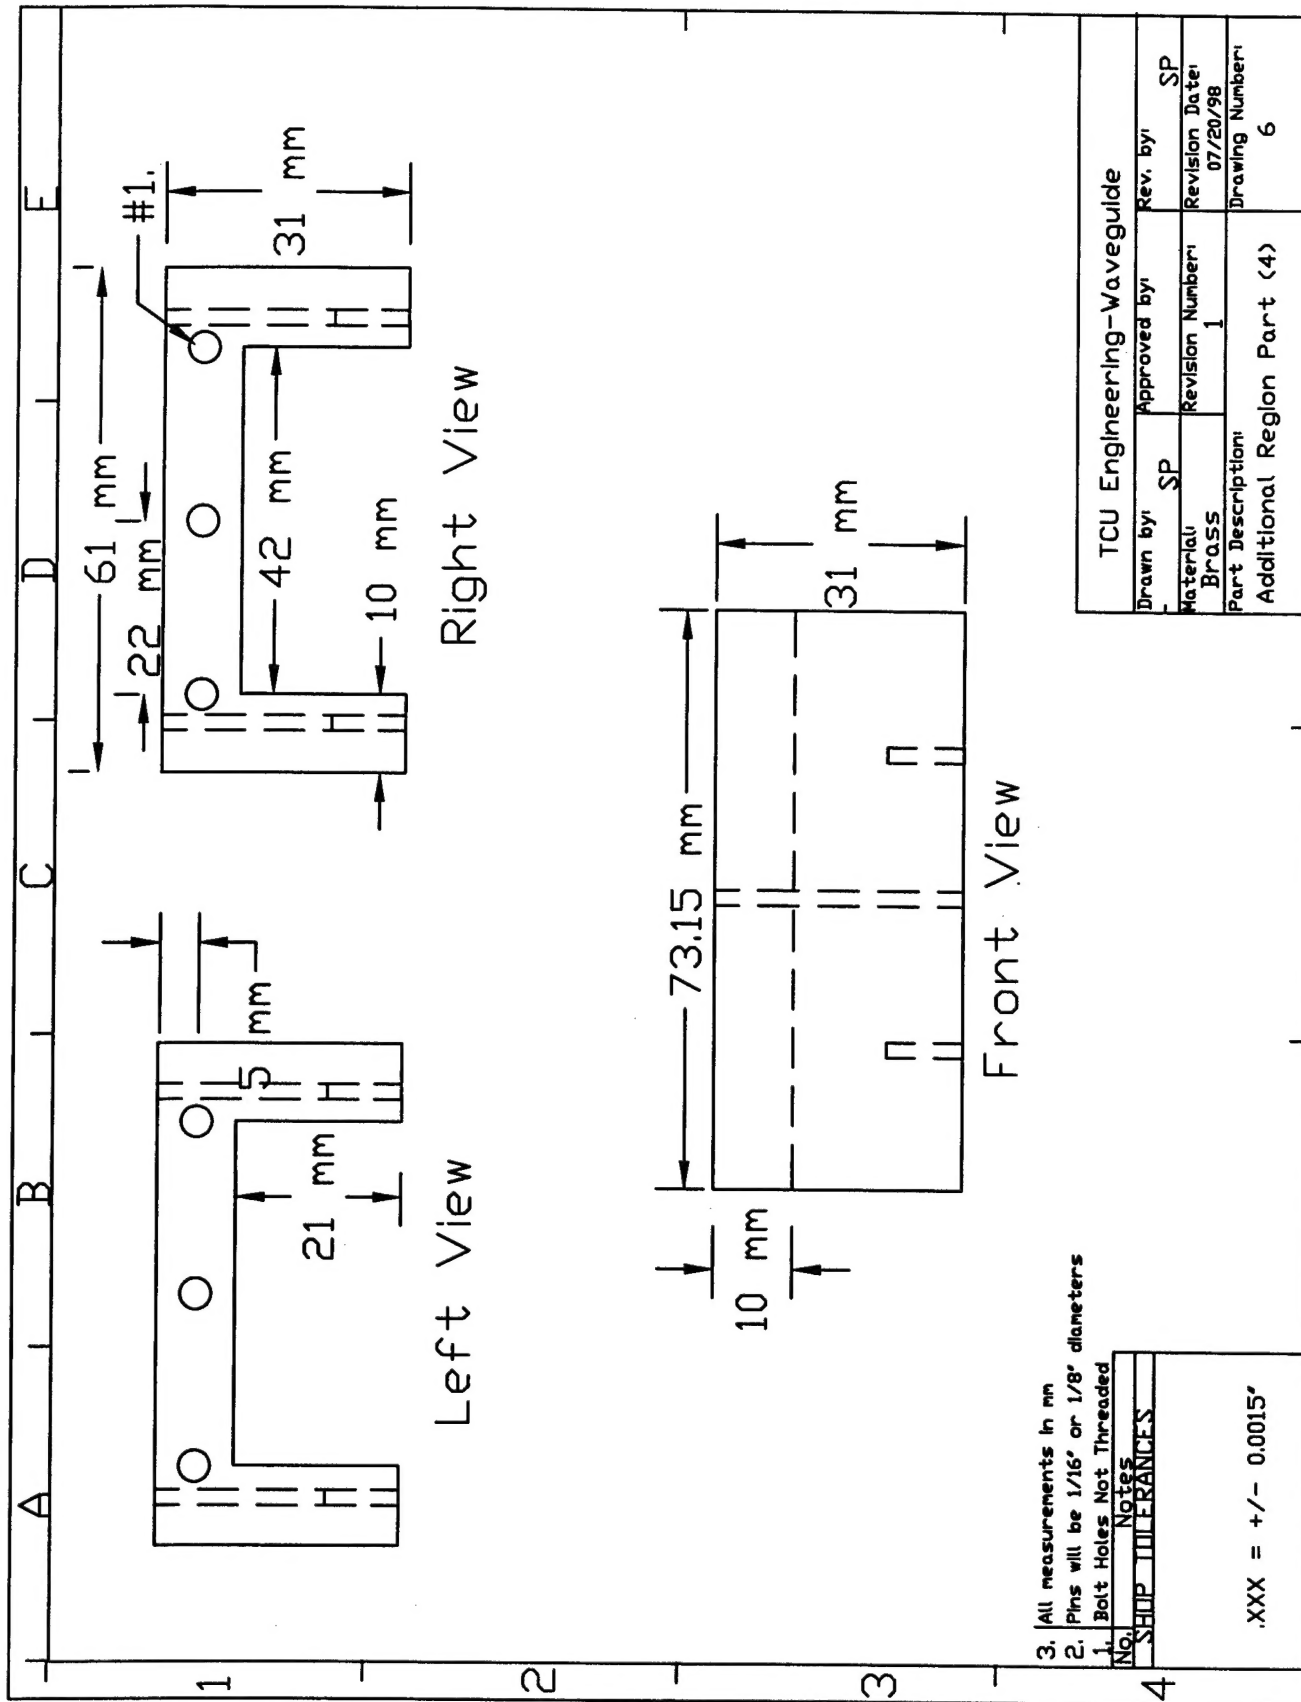 A B C D E
1
2
3
4
61 mm
22 mm
#1.
31 mm
42 mm
10 mm
Right View
5 mm
21 mm
Left View
73.15 mm
31 mm
10 mm
Front View
3. All measurements in mm
2. Pins will be 1/16" or 1/8" diameters
1. Bolt Holes Not Threaded
No. Notes
SHOP TOLERANCES
.XXX = +/- 0.0015"
TCU Engineering-Waveguide
Drawn by: SP
Approved by:
Rev. by: SP
Material: Brass
Revision Number: 1
Revision Date: 07/20/98
Part Description:
Additional Region Part (4)
Drawing Number:
6